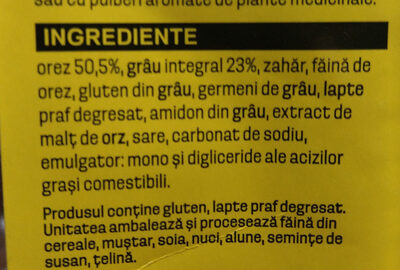 sau cu pulberi aromate de plante medicinale.
INGREDIENTE
orez 50,5%, grâu integral 23%, zahăr, făină de
orez, gluten din grâu, germeni de grâu, lapte
praf degresat, amidon din grâu, extract de
malț de orz, sare, carbonat de sodiu,
emulgator: mono și digliceride ale acizilor
grași comestibili.
Produsul conține gluten, lapte praf degresat.
Unitatea ambalează și procesează făină din
cereale, muștar, soia, nuci, alune, semințe de
susan, țelină.